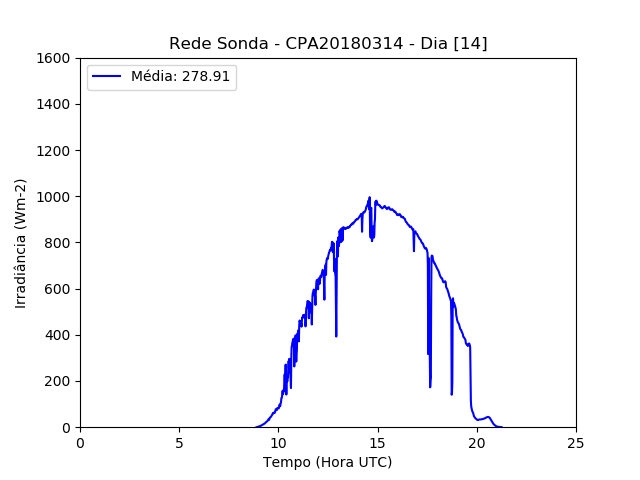 Rede Sonda - CPA20180314 - Dia [14]
Média: 278.91
1600
1400
1200
1000
800
600
400
200
0
Irradiância (Wm-2)
0 5 10 15 20 25
Tempo (Hora UTC)